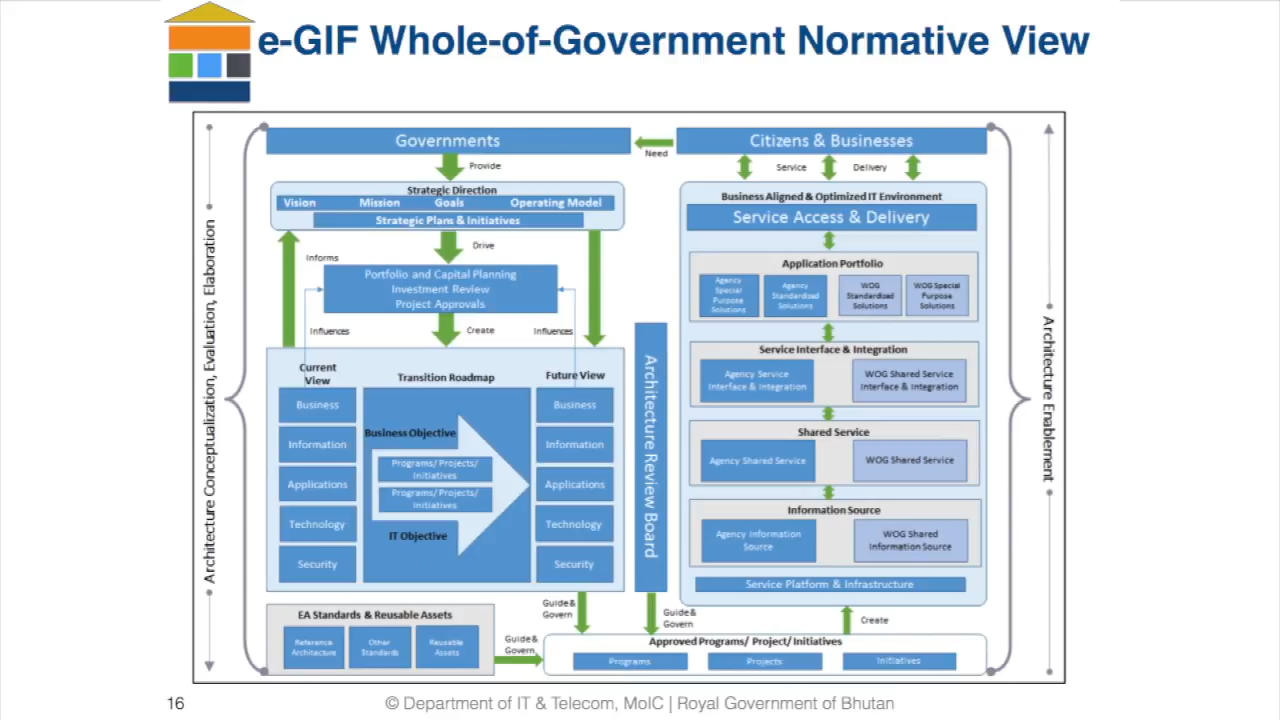 e-GIF Whole-of-Government Normative View
Architecture Conceptualization, Evaluation, Elaboration
Governments
Need
Citizens & Businesses
Provide
Service
Delivery
Strategic Direction
Vision
Mission
Goals
Operating Model
Strategic Plans & Initiatives
Informs
Drive
Portfolio and Capital Planning
Investment Review
Project Approvals
Influences
Create
Influences
Current
View
Transition Roadmap
Future View
Business
Information
Applications
Technology
Security
Business Objective
Programs/ Projects/
Initiatives
Programs/ Projects/
Initiatives
IT Objective
Business
Information
Applications
Technology
Security
Architecture Review Board
Business Aligned & Optimized IT Environment
Service Access & Delivery
Application Portfolio
Agency
Special
Purpose
Solutions
Agency
Standardized
Solutions
WOG
Standardized
Solutions
WOG Special
Purpose
Solutions
Service Interface & Integration
Agency Service
Interface & Integration
WOG Shared Service
Interface & Integration
Shared Service
Agency Shared Service
WOG Shared Service
Information Source
Agency Information
Source
WOG Shared
Information Source
Service Platform & Infrastructure
Architecture Enablement
EA Standards & Reusable Assets
Reference
Architecture
Other
Standards
Reusable
Assets
Guide&
Govern
Guide&
Govern
Guide&
Govern
Create
Approved Programs/ Project/ Initiatives
Programs
Projects
Initiatives
16
© Department of IT & Telecom, MoIC | Royal Government of Bhutan